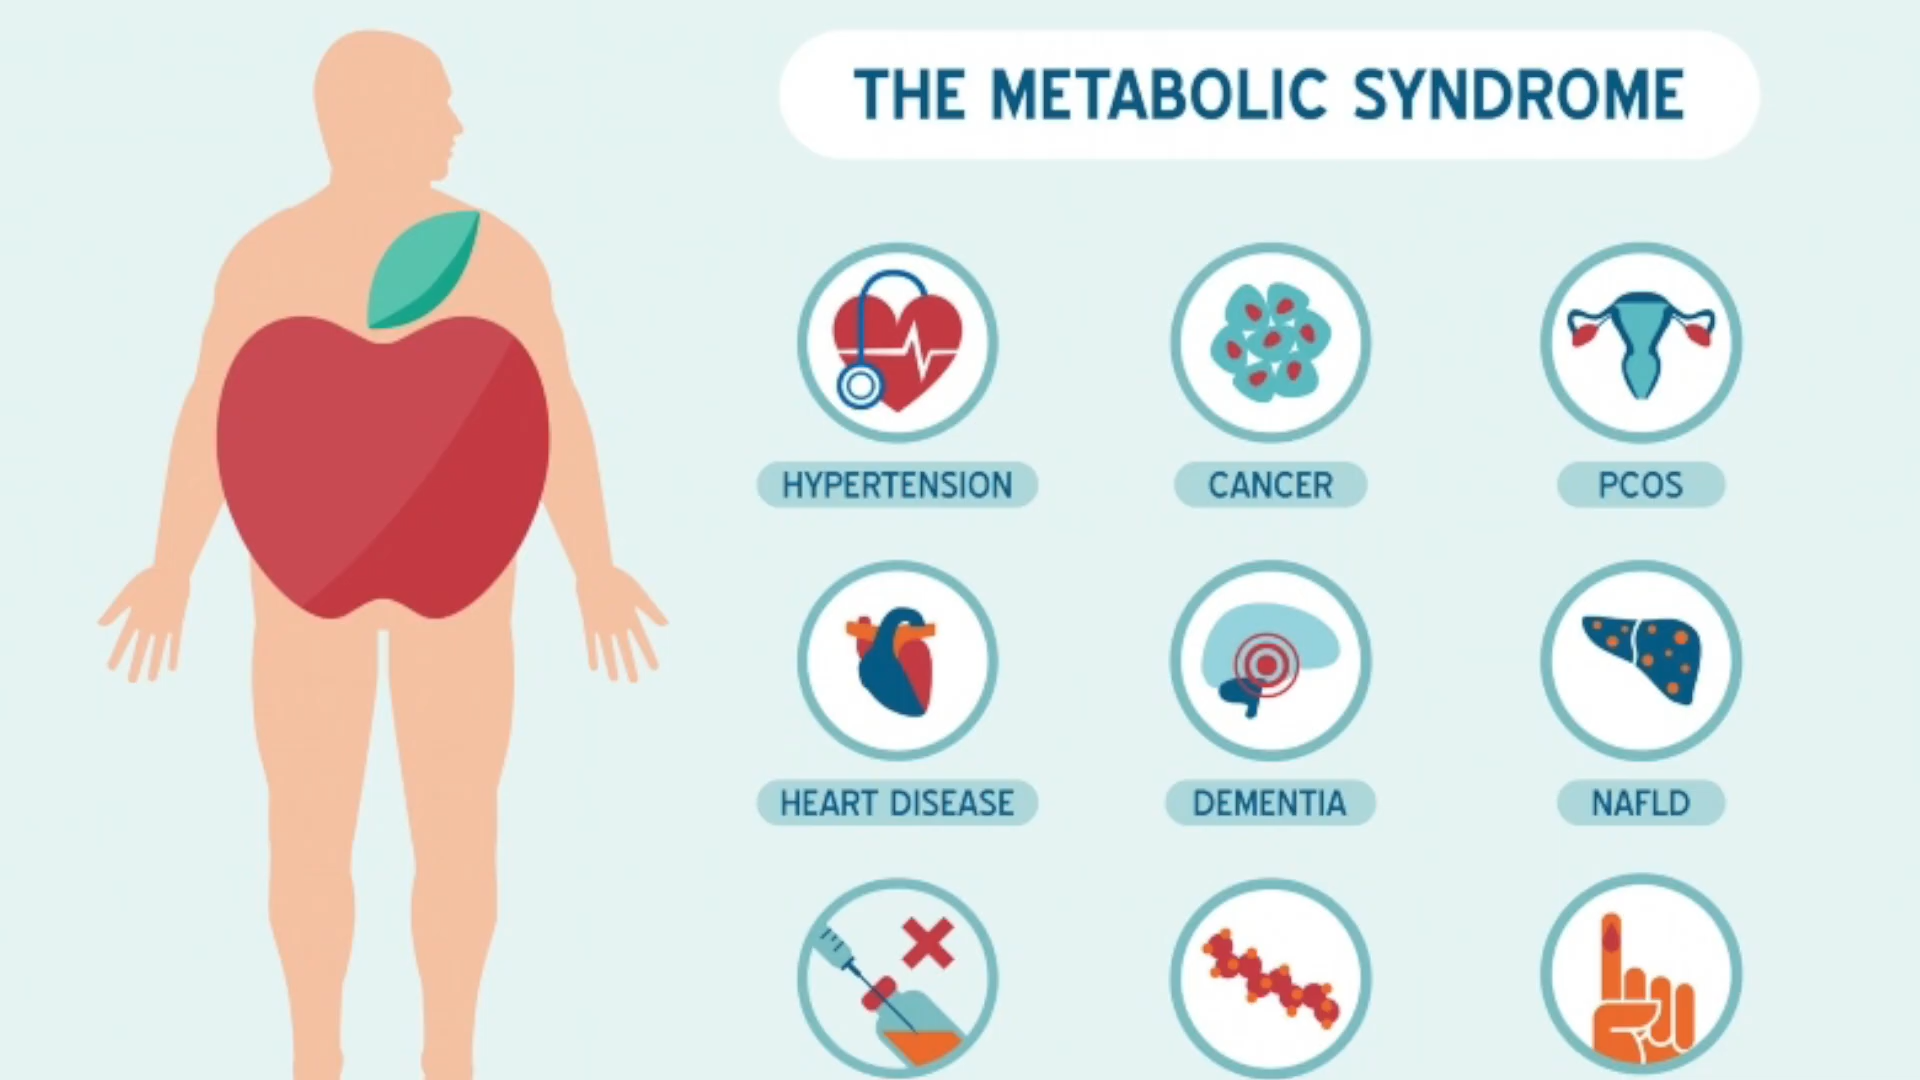 THE METABOLIC SYNDROME
HYPERTENSION
CANCER
PCOS
HEART DISEASE
DEMENTIA
NAFLD